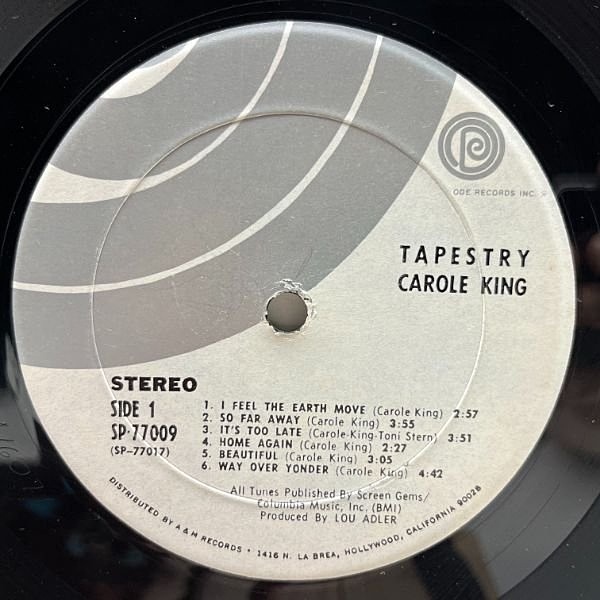 ODE RECORDS INC.
TAPESTRY
CAROLE KING
STEREO
SIDE 1
SP-77009
(SP-77017)
1. I FEEL THE EARTH MOVE (Carole King) 2:57
2. SO FAR AWAY (Carole King) 3:55
3. IT'S TOO LATE (Carole-King-Toni Stern) 3:51
4. HOME AGAIN (Carole King) 2:27
5. BEAUTIFUL (Carole King) 3:05
6. WAY OVER YONDER (Carole King) 4:42
All Tunes Published By Screen Gems/
Columbia Music, Inc. (BMI)
Produced By LOU ADLER
DISTRIBUTED BY A & M RECORDS • 1416 N. LA BREA, HOLLYWOOD, CALIFORNIA 90028